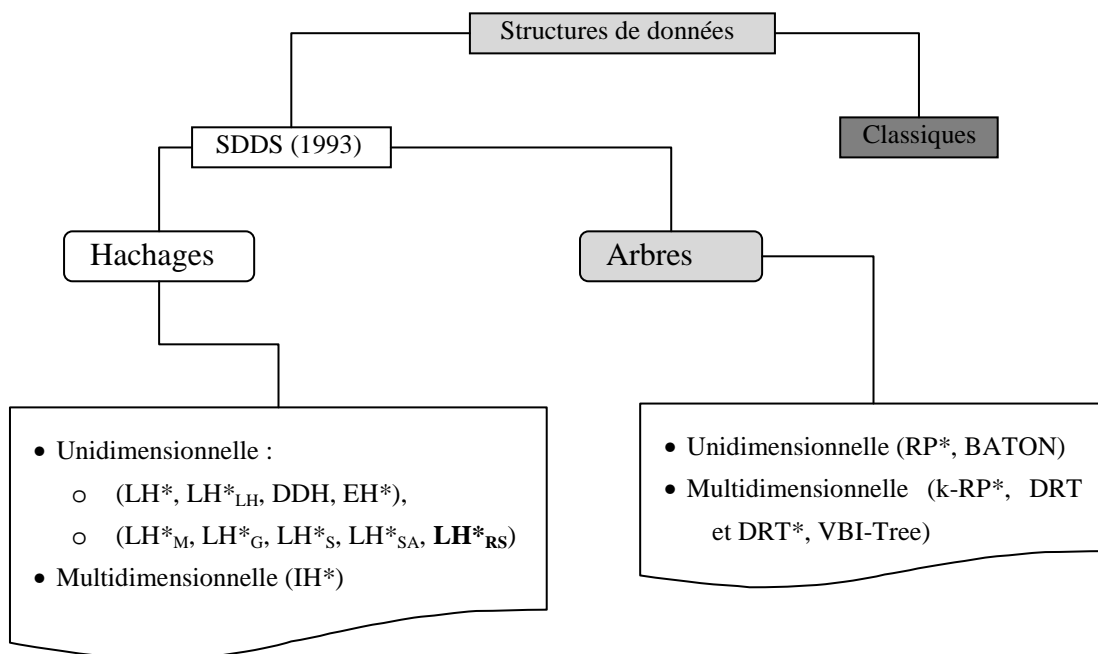 Structures de données
Classiques
SDDS (1993)
Hachages
Arbres
• Unidimensionnelle :
o (LH*, LH*LH, DDH, EH*),
o (LH*M, LH*G, LH*S, LH*SA, LH*RS)
• Multidimensionnelle (IH*)
• Unidimensionnelle (RP*, BATON)
• Multidimensionnelle (k-RP*, DRT
et DRT*, VBI-Tree)